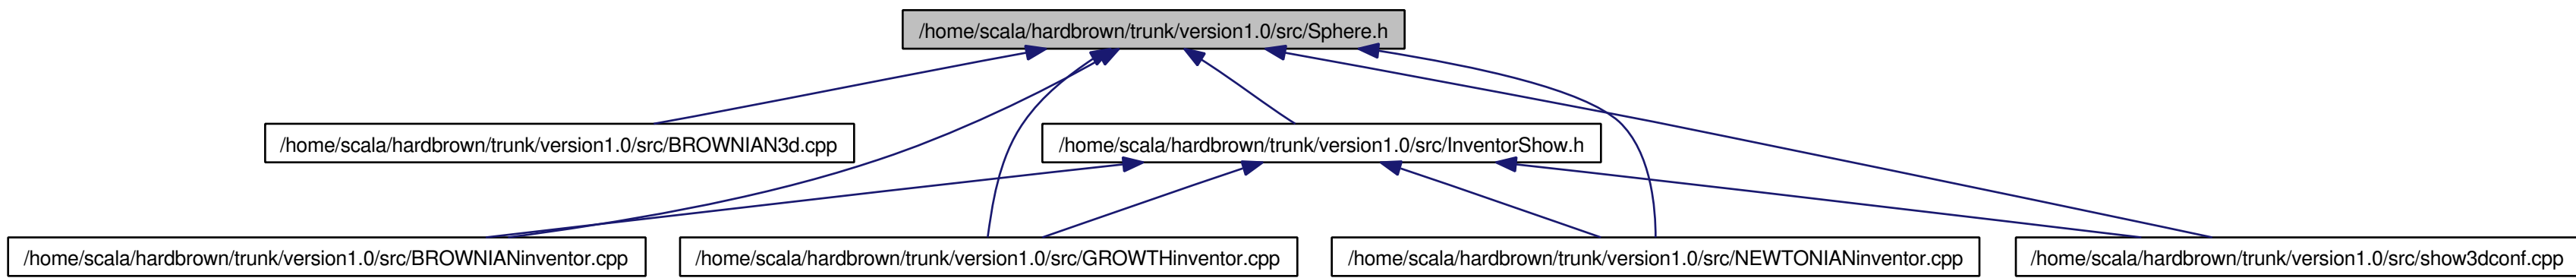 /home/scala/hardbrown/trunk/version1.0/src/Sphere.h
/home/scala/hardbrown/trunk/version1.0/src/BROWNIAN3d.cpp
/home/scala/hardbrown/trunk/version1.0/src/InventorShow.h
/home/scala/hardbrown/trunk/version1.0/src/BROWNIANinventor.cpp
/home/scala/hardbrown/trunk/version1.0/src/GROWTHinventor.cpp
/home/scala/hardbrown/trunk/version1.0/src/NEWTONIANinventor.cpp
/home/scala/hardbrown/trunk/version1.0/src/show3dconf.cpp